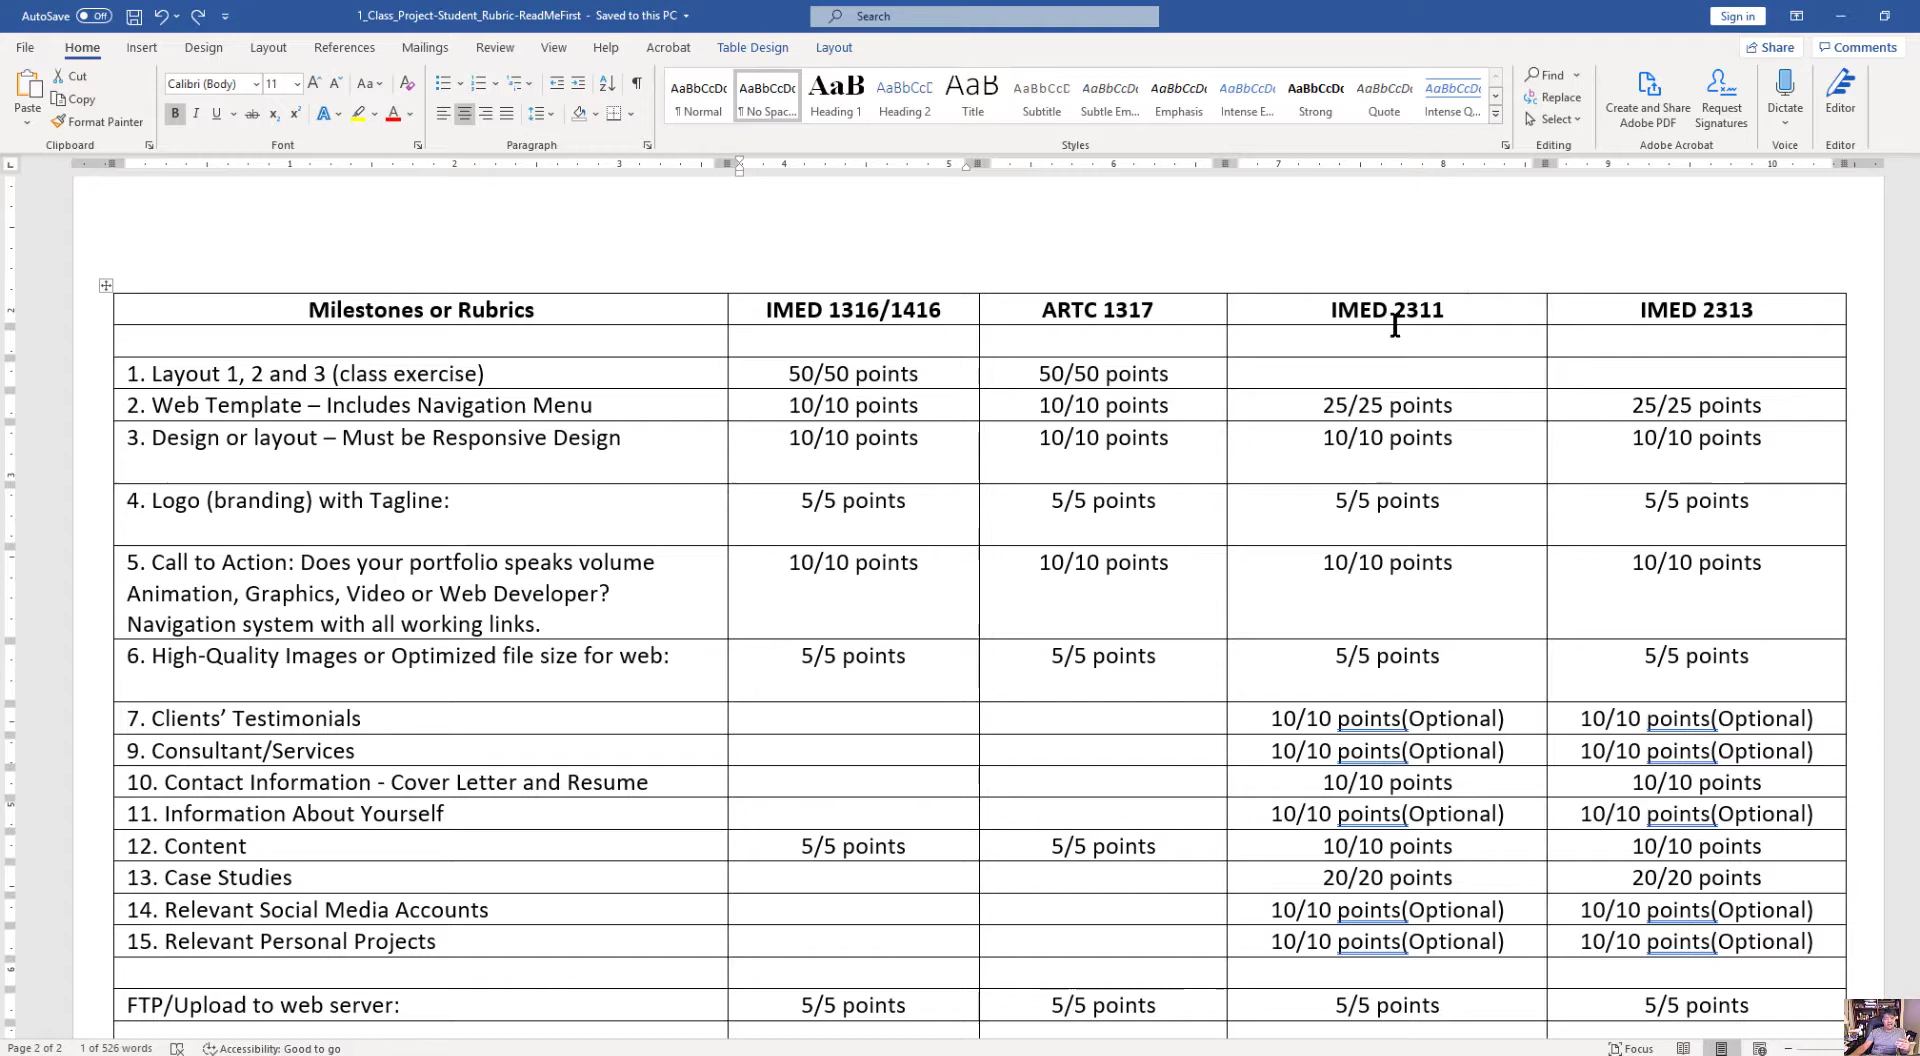 AutoSave Off 1_Class_Project-Student_Rubric-ReadMeFirst - Saved to this PC Search Sign in
File Home Insert Design Layout References Mailings Review View Help Acrobat Table Design Layout Share Comments
Paste Cut Copy Format Painter
Calibri (Body) 11
AaBbCcDc AaBbCcDc AaB AaBbCcD AaB AaBbCcD AaBbCcDc AaBbCcDc AaBbCcDc AaBbCcDc AaBbCcDc AaBbCcDc
¶ Normal ¶ No Spac... Heading 1 Heading 2 Title Subtitle Subtle Em... Emphasis Intense E... Strong Quote Intense Q...
Find Replace Select
Create and Share Adobe PDF Request Signatures Dictate Editor
Clipboard Font Paragraph Styles Editing Adobe Acrobat Voice Editor
1 2 3 4 5 6 7 8 9 10
Milestones or Rubrics IMED 1316/1416 ARTC 1317 IMED 2311 IMED 2313
1. Layout 1, 2 and 3 (class exercise) 50/50 points 50/50 points
2. Web Template – Includes Navigation Menu 10/10 points 10/10 points 25/25 points 25/25 points
3. Design or layout – Must be Responsive Design 10/10 points 10/10 points 10/10 points 10/10 points
4. Logo (branding) with Tagline: 5/5 points 5/5 points 5/5 points 5/5 points
5. Call to Action: Does your portfolio speaks volume 10/10 points 10/10 points 10/10 points 10/10 points
Animation, Graphics, Video or Web Developer?
Navigation system with all working links.
6. High-Quality Images or Optimized file size for web: 5/5 points 5/5 points 5/5 points 5/5 points
7. Clients’ Testimonials 10/10 points(Optional) 10/10 points(Optional)
9. Consultant/Services 10/10 points(Optional) 10/10 points(Optional)
10. Contact Information - Cover Letter and Resume 10/10 points 10/10 points
11. Information About Yourself 10/10 points(Optional) 10/10 points(Optional)
12. Content 5/5 points 5/5 points 10/10 points 10/10 points
13. Case Studies 20/20 points 20/20 points
14. Relevant Social Media Accounts 10/10 points(Optional) 10/10 points(Optional)
15. Relevant Personal Projects 10/10 points(Optional) 10/10 points(Optional)
FTP/Upload to web server: 5/5 points 5/5 points 5/5 points 5/5 points
Page 2 of 2 1 of 526 words Accessibility: Good to go Focus